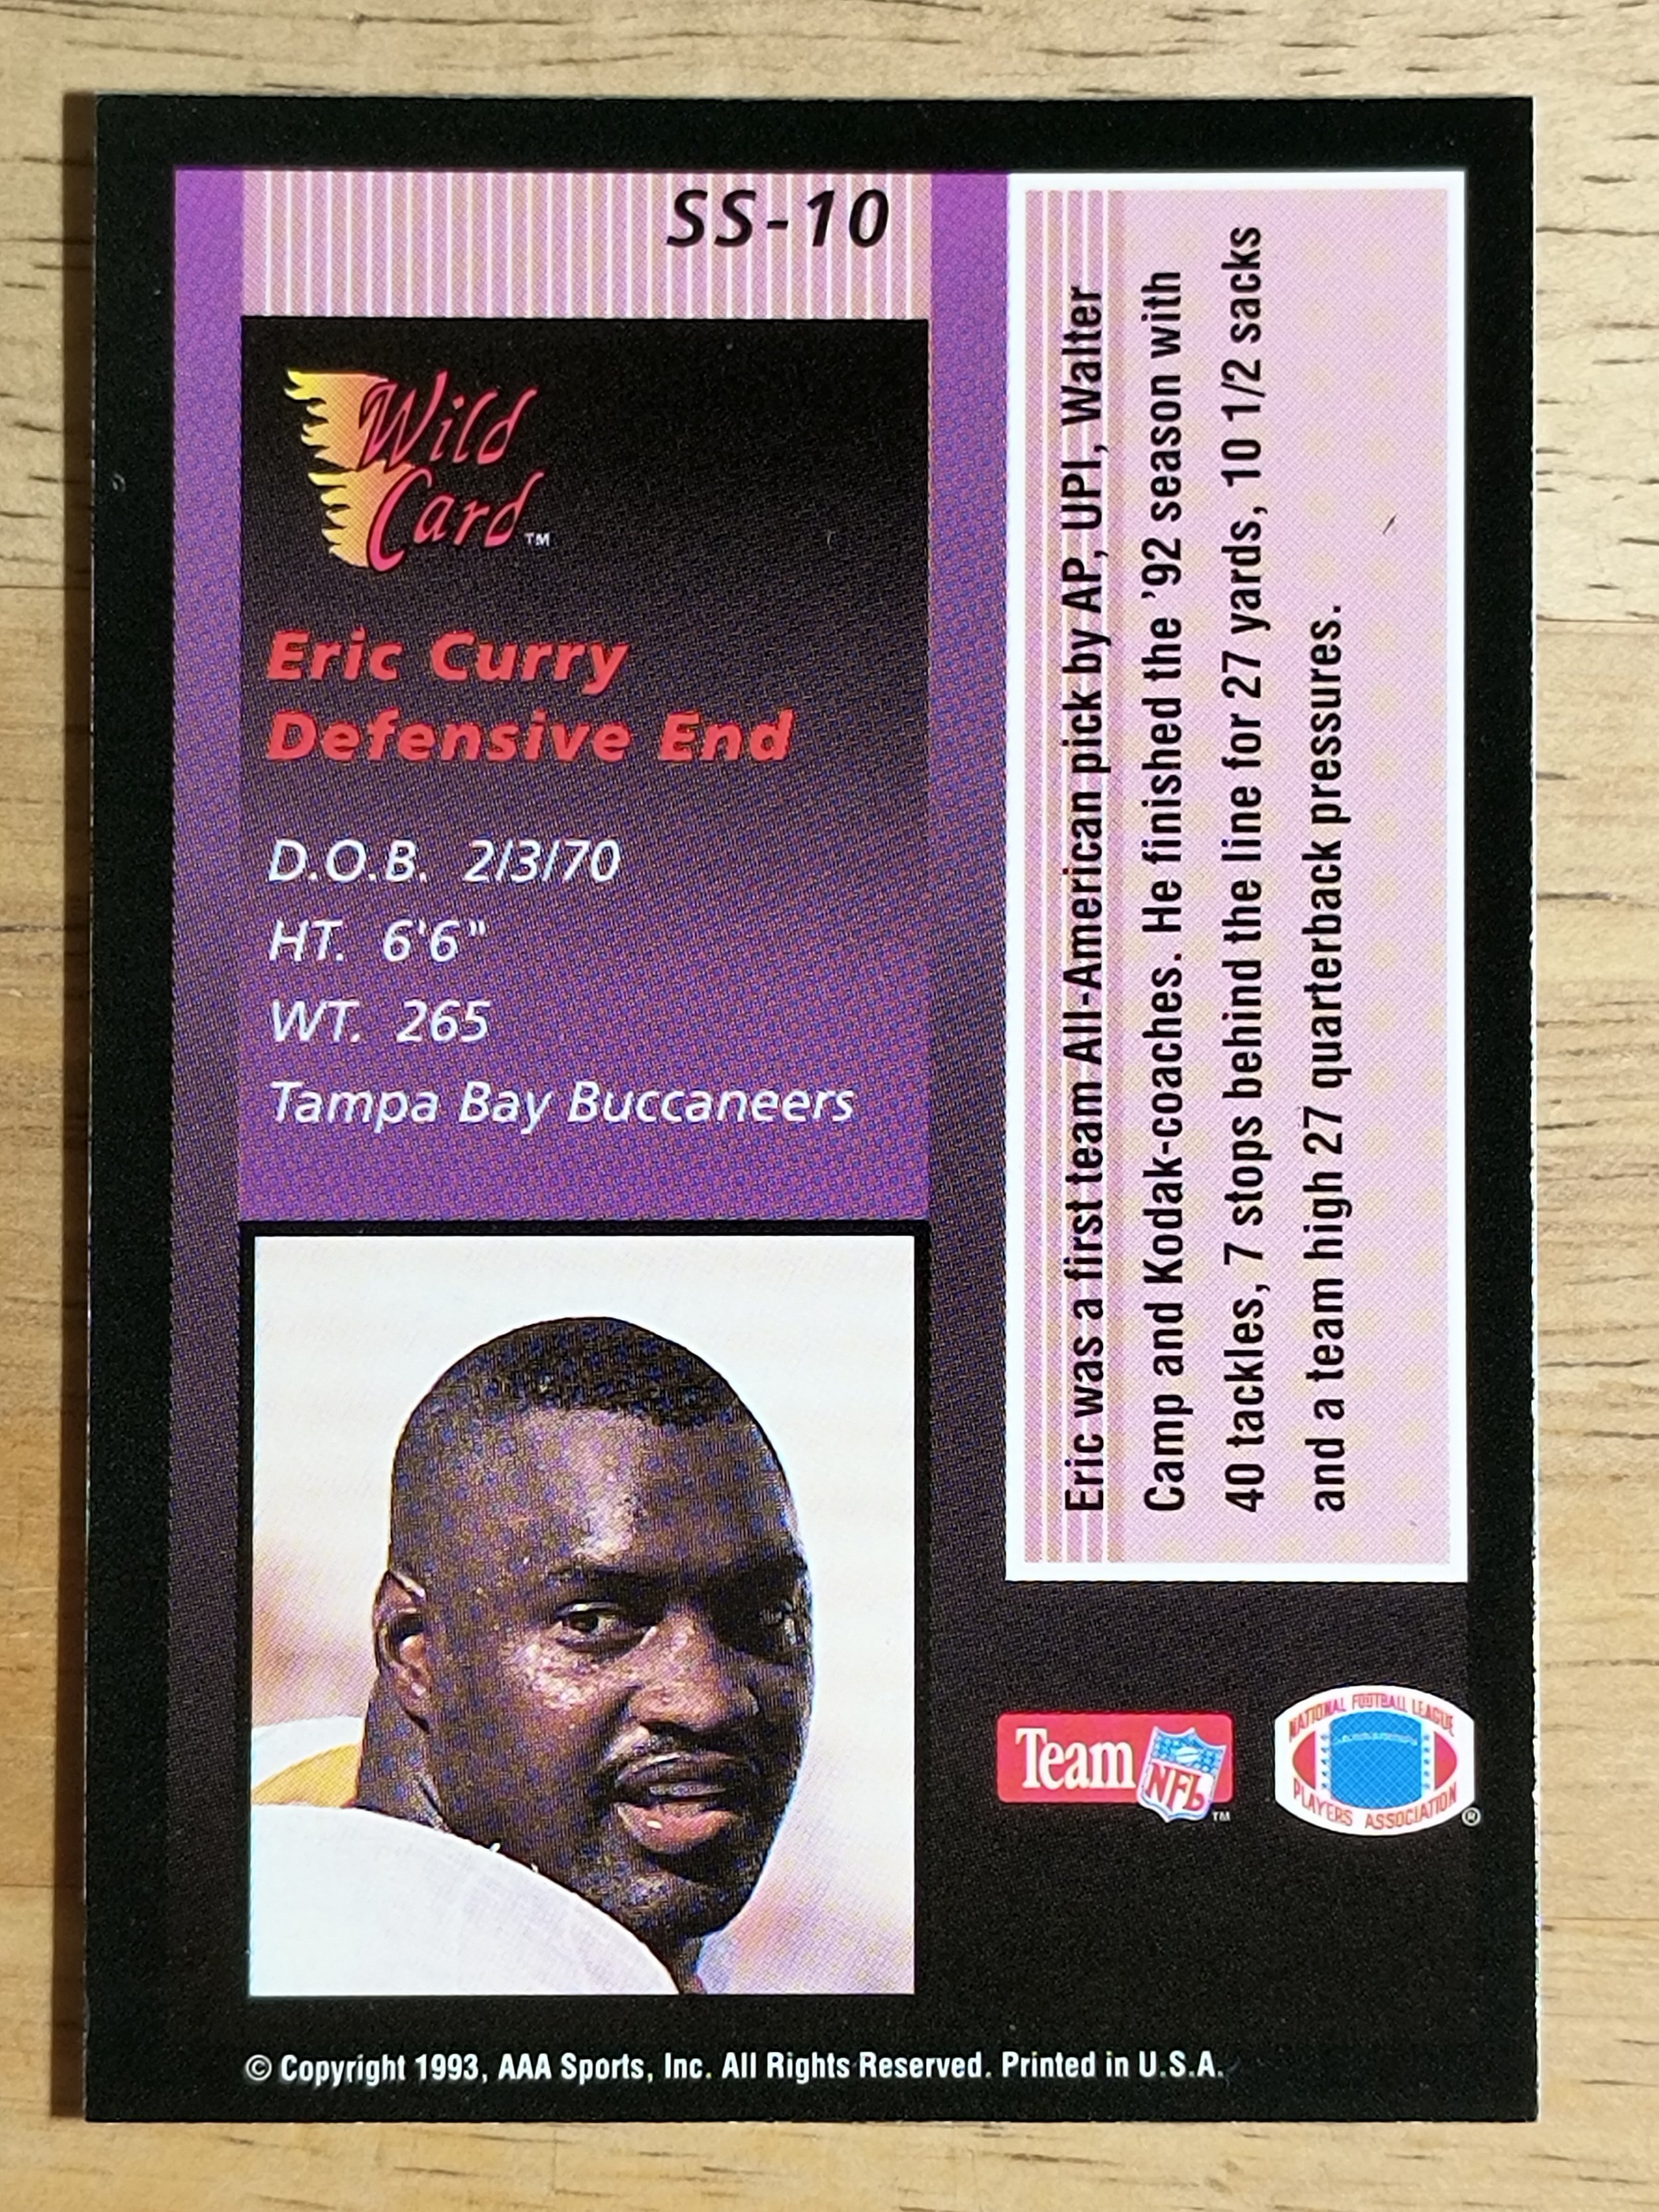 SS-10
Wild
Card™
Eric Curry
Defensive End
D.O.B. 2/3/70
HT. 6'6"
WT. 265
Tampa Bay Buccaneers
Eric was a first team All-American pick by AP, UPI, Walter
Camp and Kodak-coaches. He finished the '92 season with
40 tackles, 7 stops behind the line for 27 yards, 10 1/2 sacks
and a team high 27 quarterback pressures.
Team NFL™
NATIONAL FOOTBALL LEAGUE
PLAYERS ASSOCIATION®
© Copyright 1993, AAA Sports, Inc. All Rights Reserved. Printed in U.S.A.